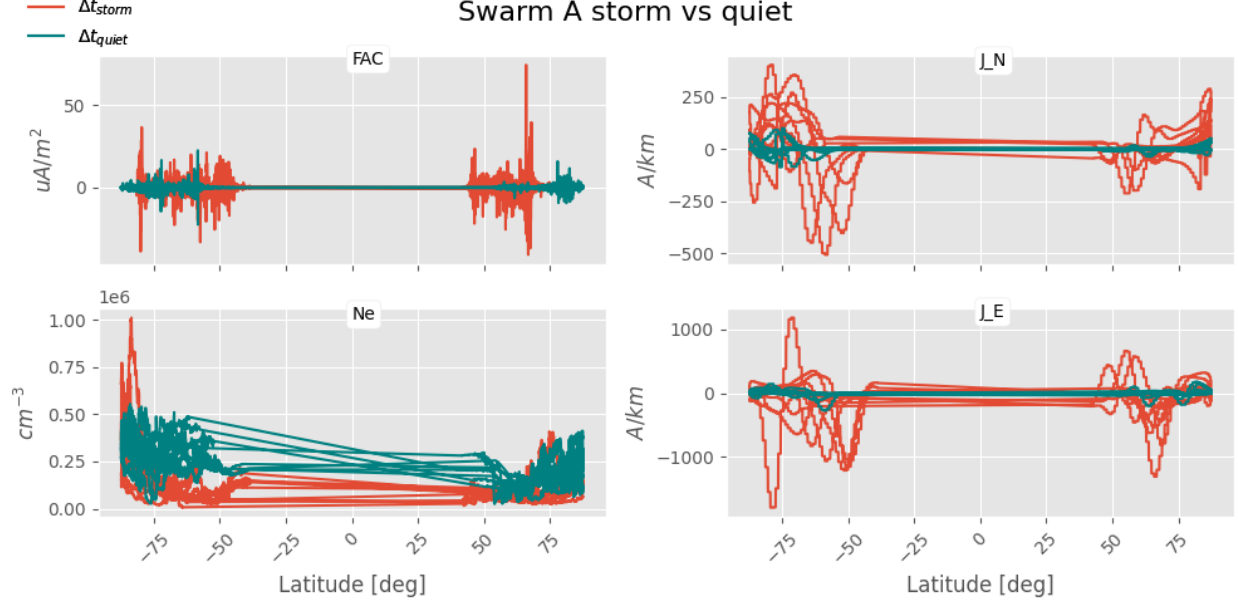 Swarm A storm vs quiet
Δt_storm
Δt_quiet
FAC
uA/m²
50
0
J_N
A/km
250
0
−250
−500
Ne
1e6
cm⁻³
1.00
0.75
0.50
0.25
0.00
−75 −50 −25 0 25 50 75
Latitude [deg]
J_E
A/km
1000
0
−1000
−75 −50 −25 0 25 50 75
Latitude [deg]